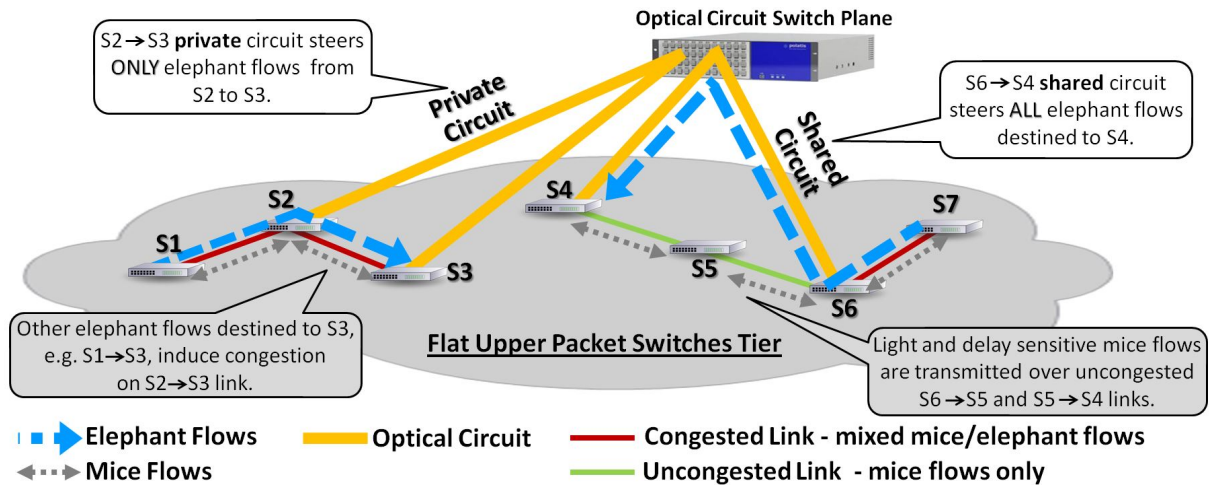 Optical Circuit Switch Plane
S2→S3 private circuit steers
ONLY elephant flows from
S2 to S3.
Private
Circuit
polatis
S6→S4 shared circuit
steers ALL elephant flows
destined to S4.
Shared
Circuit
S1
S2
S3
S4
S5
S6
S7
Other elephant flows destined to S3,
e.g. S1→S3, induce congestion
on S2→S3 link.
Flat Upper Packet Switches Tier
Light and delay sensitive mice flows
are transmitted over uncongested
S6→S5 and S5→S4 links.
Elephant Flows
Optical Circuit
Congested Link - mixed mice/elephant flows
Mice Flows
Uncongested Link - mice flows only